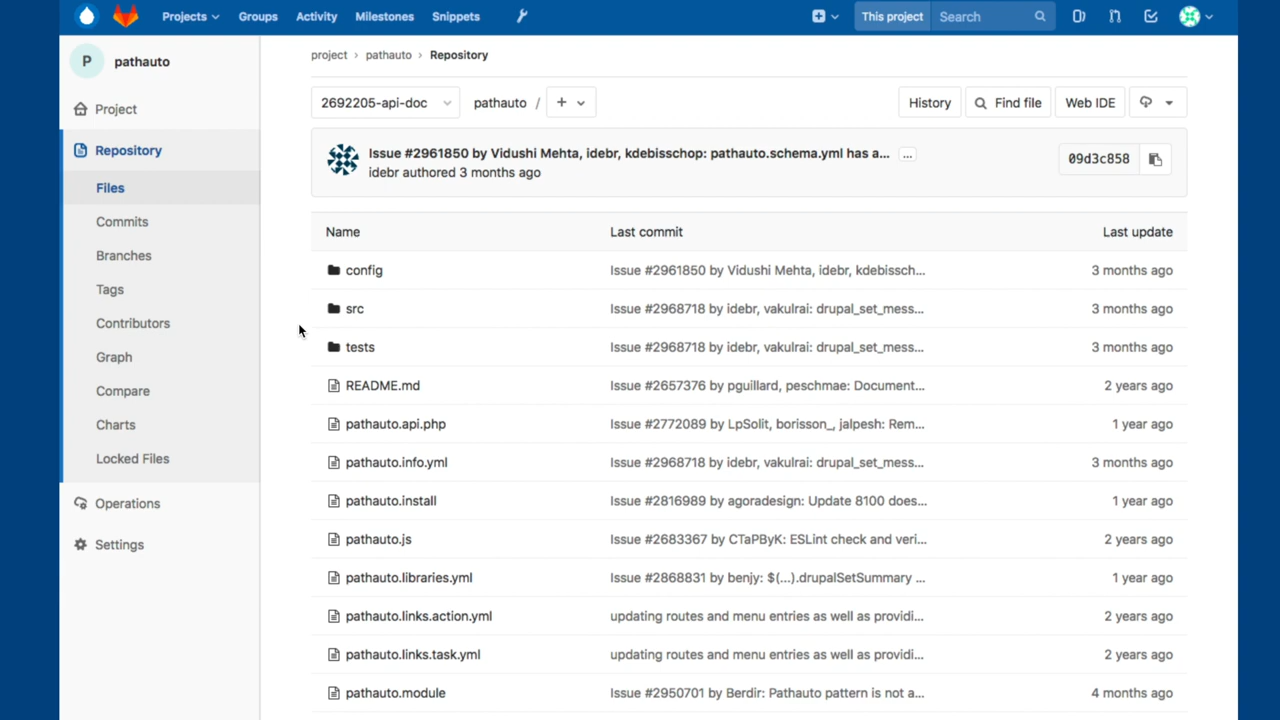 Projects Groups Activity Milestones Snippets This project Search
P pathauto
Project
Repository
Files
Commits
Branches
Tags
Contributors
Graph
Compare
Charts
Locked Files
Operations
Settings
project › pathauto › Repository
2692205-api-doc pathauto / + History Find file Web IDE
Issue #2961850 by Vidushi Mehta, idebr, kdebisschop: pathauto.schema.yml has a... ...
idebr authored 3 months ago
09d3c858
Name Last commit Last update
config Issue #2961850 by Vidushi Mehta, idebr, kdebissch... 3 months ago
src Issue #2968718 by idebr, vakulrai: drupal_set_mess... 3 months ago
tests Issue #2968718 by idebr, vakulrai: drupal_set_mess... 3 months ago
README.md Issue #2657376 by pguillard, peschmae: Document... 2 years ago
pathauto.api.php Issue #2772089 by LpSolit, borisson_, jalpesh: Rem... 1 year ago
pathauto.info.yml Issue #2968718 by idebr, vakulrai: drupal_set_mess... 3 months ago
pathauto.install Issue #2816989 by agoradesign: Update 8100 does... 1 year ago
pathauto.js Issue #2683367 by CTaPByK: ESLint check and veri... 2 years ago
pathauto.libraries.yml Issue #2868831 by benjy: $(...).drupalSetSummary ... 1 year ago
pathauto.links.action.yml updating routes and menu entries as well as providi... 2 years ago
pathauto.links.task.yml updating routes and menu entries as well as providi... 2 years ago
pathauto.module Issue #2950701 by Berdir: Pathauto pattern is not a... 4 months ago